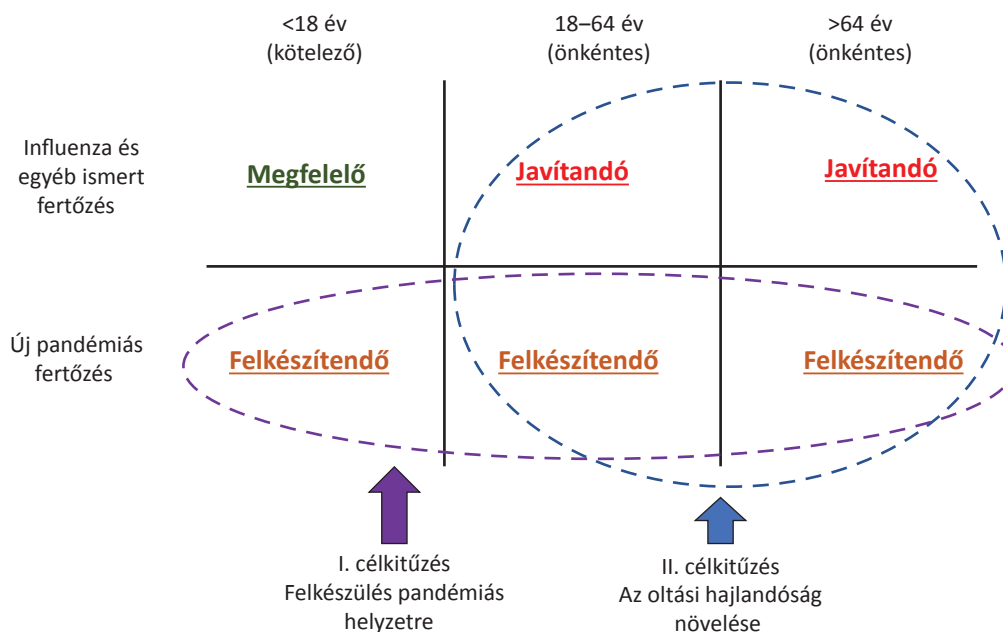 <18 év
(kötelező)
18–64 év
(önkéntes)
>64 év
(önkéntes)
Influenza és
egyéb ismert
fertőzés
Megfelelő
Javítandó
Javítandó
Új pandémiás
fertőzés
Felkészítendő
Felkészítendő
Felkészítendő
I. célkitűzés
Felkészülés pandémiás
helyzetre
II. célkitűzés
Az oltási hajlandóság
növelése